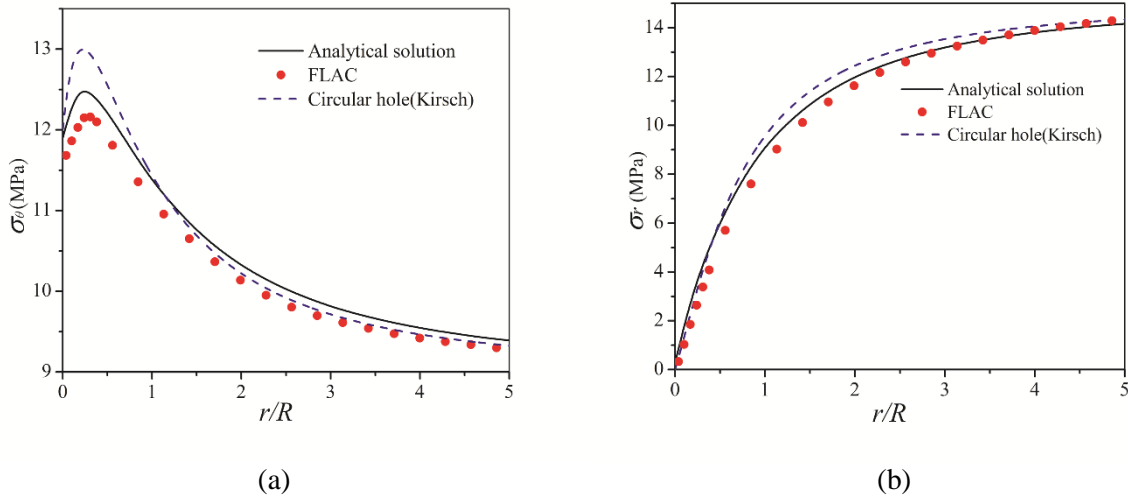 13
12
11
10
9
σθ(MPa)
Analytical solution
FLAC
Circular hole(Kirsch)
0 1 2 3 4 5
r/R
(a)
14
12
10
8
6
4
2
0
σr (MPa)
Analytical solution
FLAC
Circular hole(Kirsch)
0 1 2 3 4 5
r/R
(b)